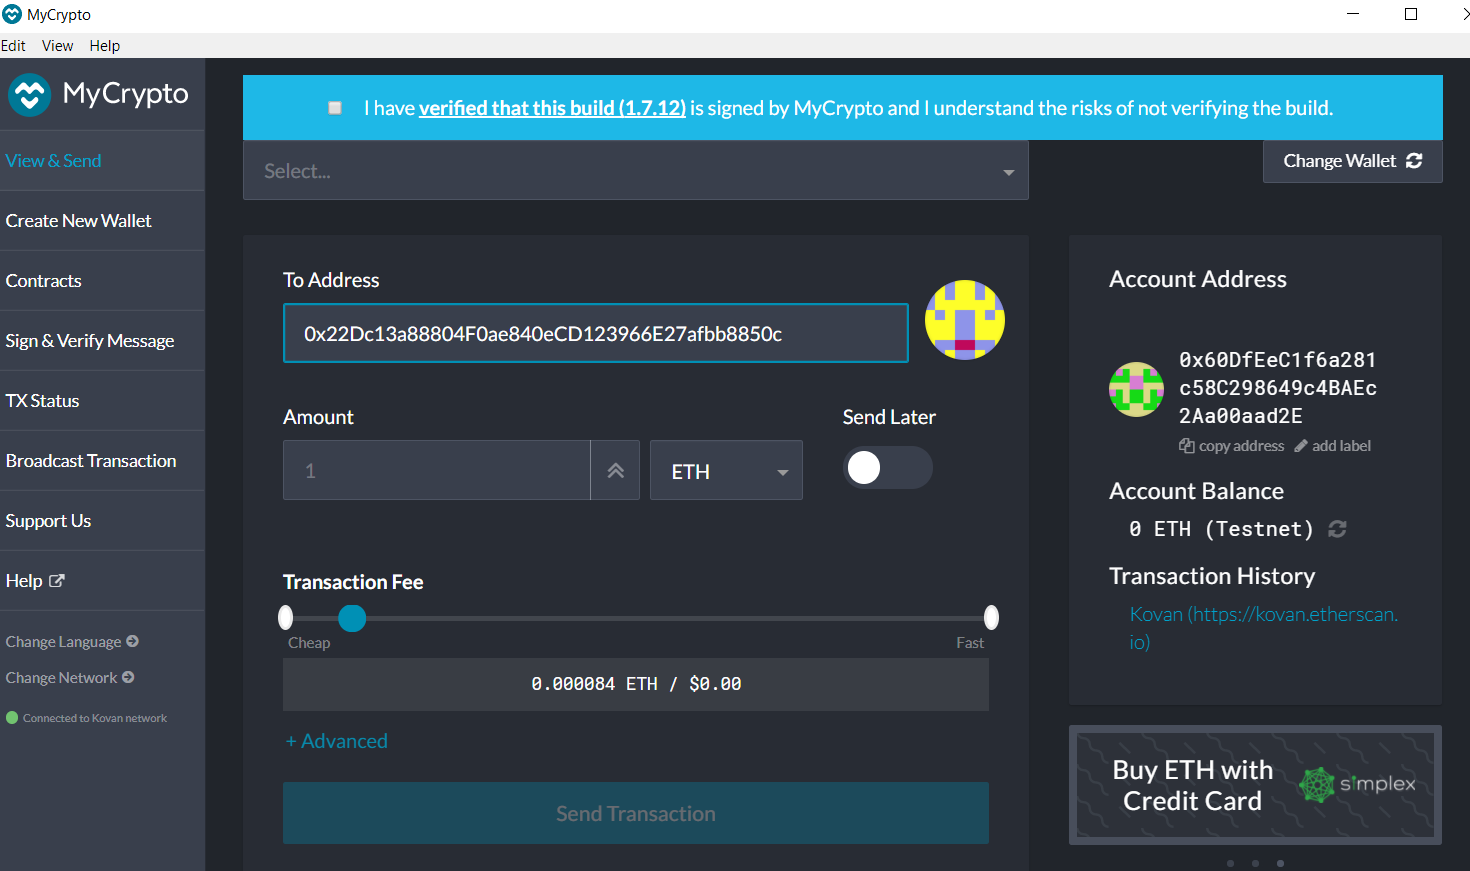 MyCrypto
Edit View Help
MyCrypto
View & Send
Create New Wallet
Contracts
Sign & Verify Message
TX Status
Broadcast Transaction
Support Us
Help
Change Language
Change Network
Connected to Kovan network
I have verified that this build (1.7.12) is signed by MyCrypto and I understand the risks of not verifying the build.
Select...
Change Wallet
To Address
0x22Dc13a88804F0ae840eCD123966E27afbb8850c
Amount
Send Later
1
ETH
Transaction Fee
Cheap
Fast
0.000084 ETH / $0.00
+ Advanced
Send Transaction
Account Address
0x60DfEeC1f6a281
c58C298649c4BAEc
2Aa00aad2E
copy address add label
Account Balance
0 ETH (Testnet)
Transaction History
Kovan (https://kovan.etherscan.
io)
Buy ETH with
Credit Card
simplex